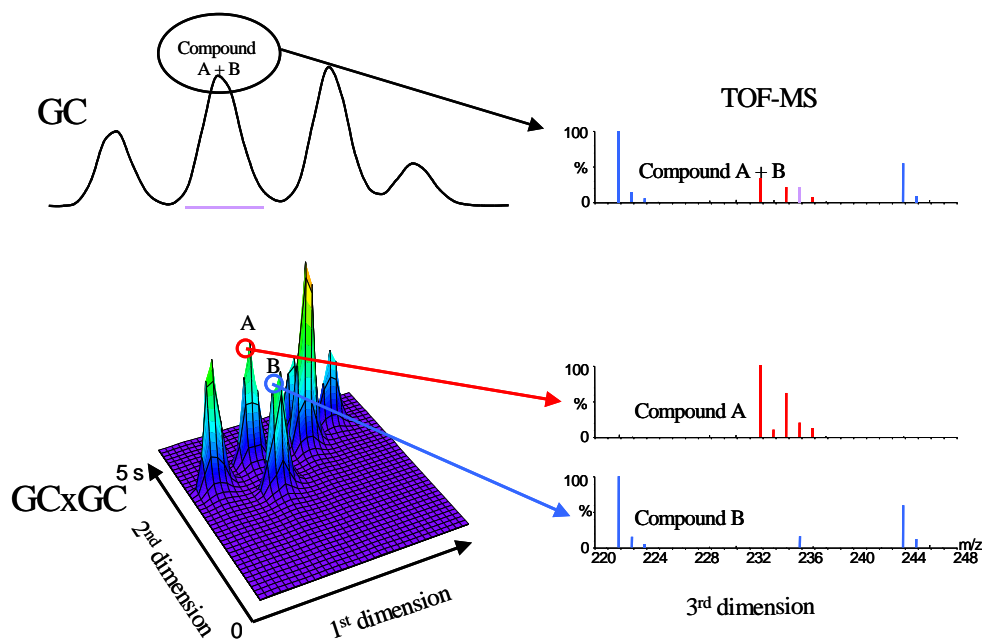 Compound
A + B
GC
TOF-MS
100
%
0
Compound A + B
A
B
100
%
0
Compound A
100
%
0
Compound B
220 224 228 232 236 240 244 248
m/z
3rd dimension
5 s
GCxGC
2nd dimension
0
1st dimension